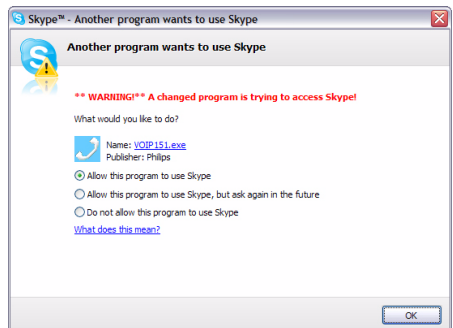 Skype™ - Another program wants to use Skype
Another program wants to use Skype
** WARNING!** A changed program is trying to access Skype!
What would you like to do?
Name: VOIP151.exe
Publisher: Philips
Allow this program to use Skype
Allow this program to use Skype, but ask again in the future
Do not allow this program to use Skype
What does this mean?
OK